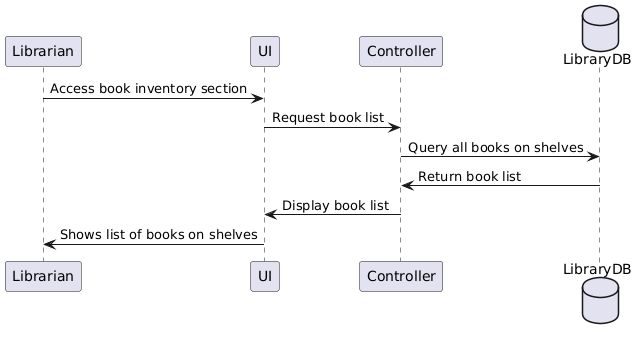 LibraryDB
Librarian
UI
Controller
Access book inventory section
Request book list
Query all books on shelves
Return book list
Display book list
Shows list of books on shelves
Librarian
UI
Controller
LibraryDB